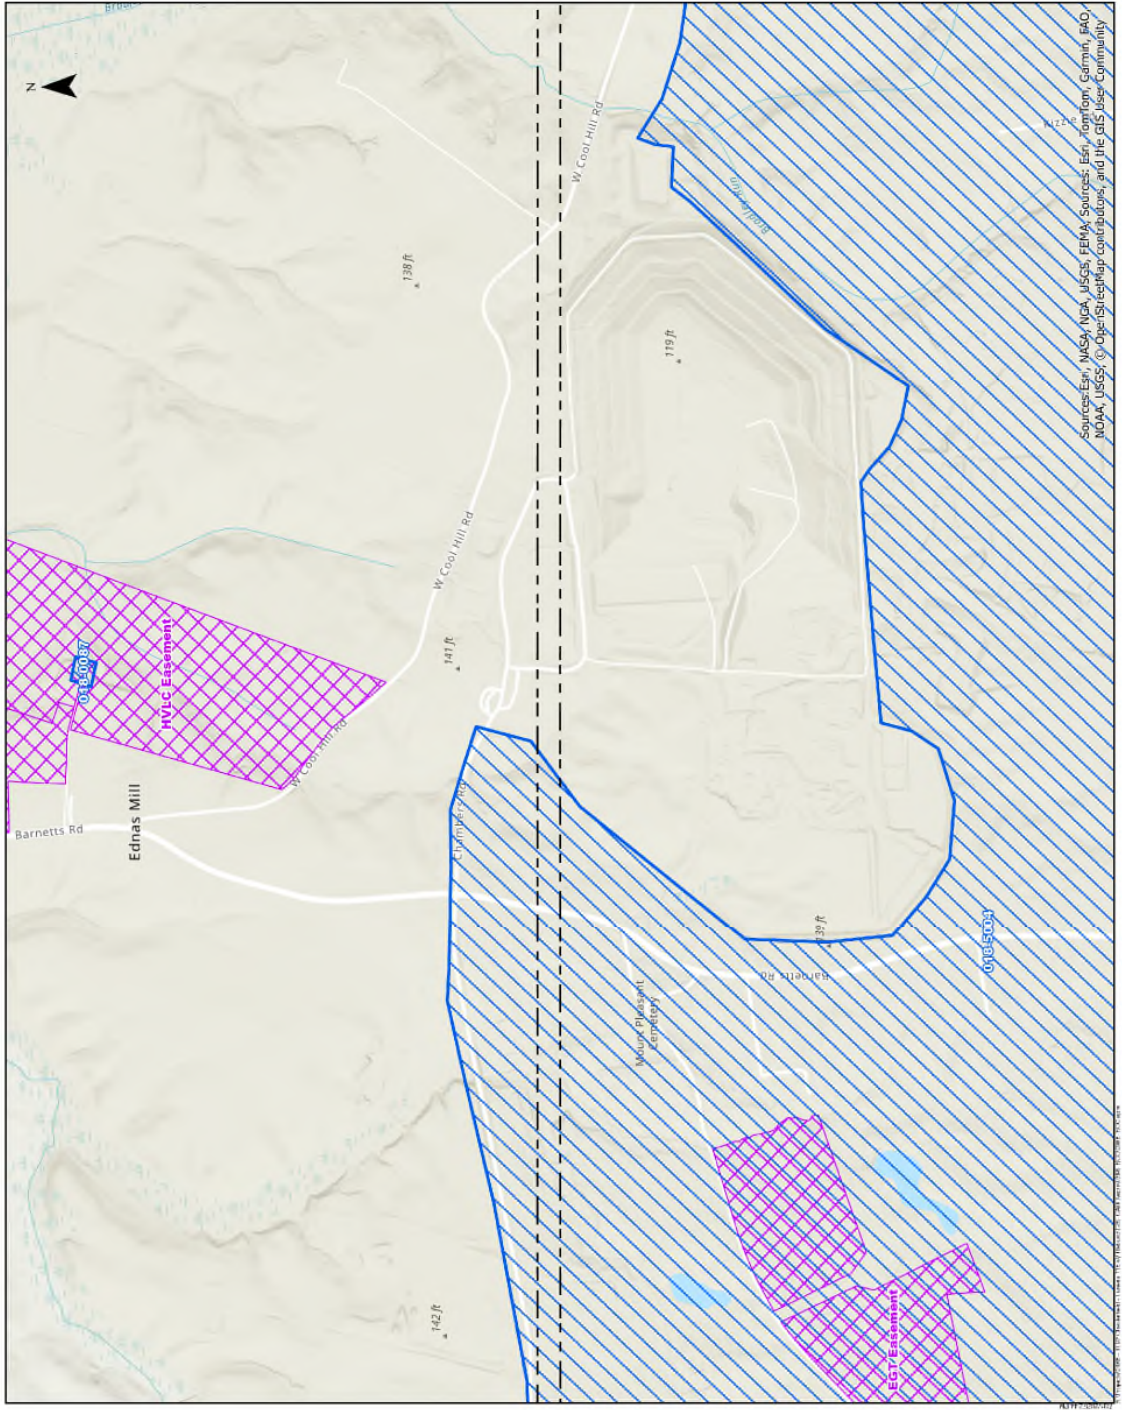 N
138 ft
W Cool Hill Rd
Bradley Run
119 ft
Sources: Esri, NASA, NGA, USGS, FEMA, Sources: Esri, TomTom, Garmin, FAO,
NOAA, USGS, © OpenStreetMap contributors, and the GIS User Community
W Cool Hill Rd
141 ft
018-0087
HVLC Easement
W Cool Hill Rd
Barnetts Rd
Ednas Mill
Chambers Rd
139 ft
018-5004
Barnetts Rd
Mount Pleasant
Cemetery
142 ft
EGT Easement